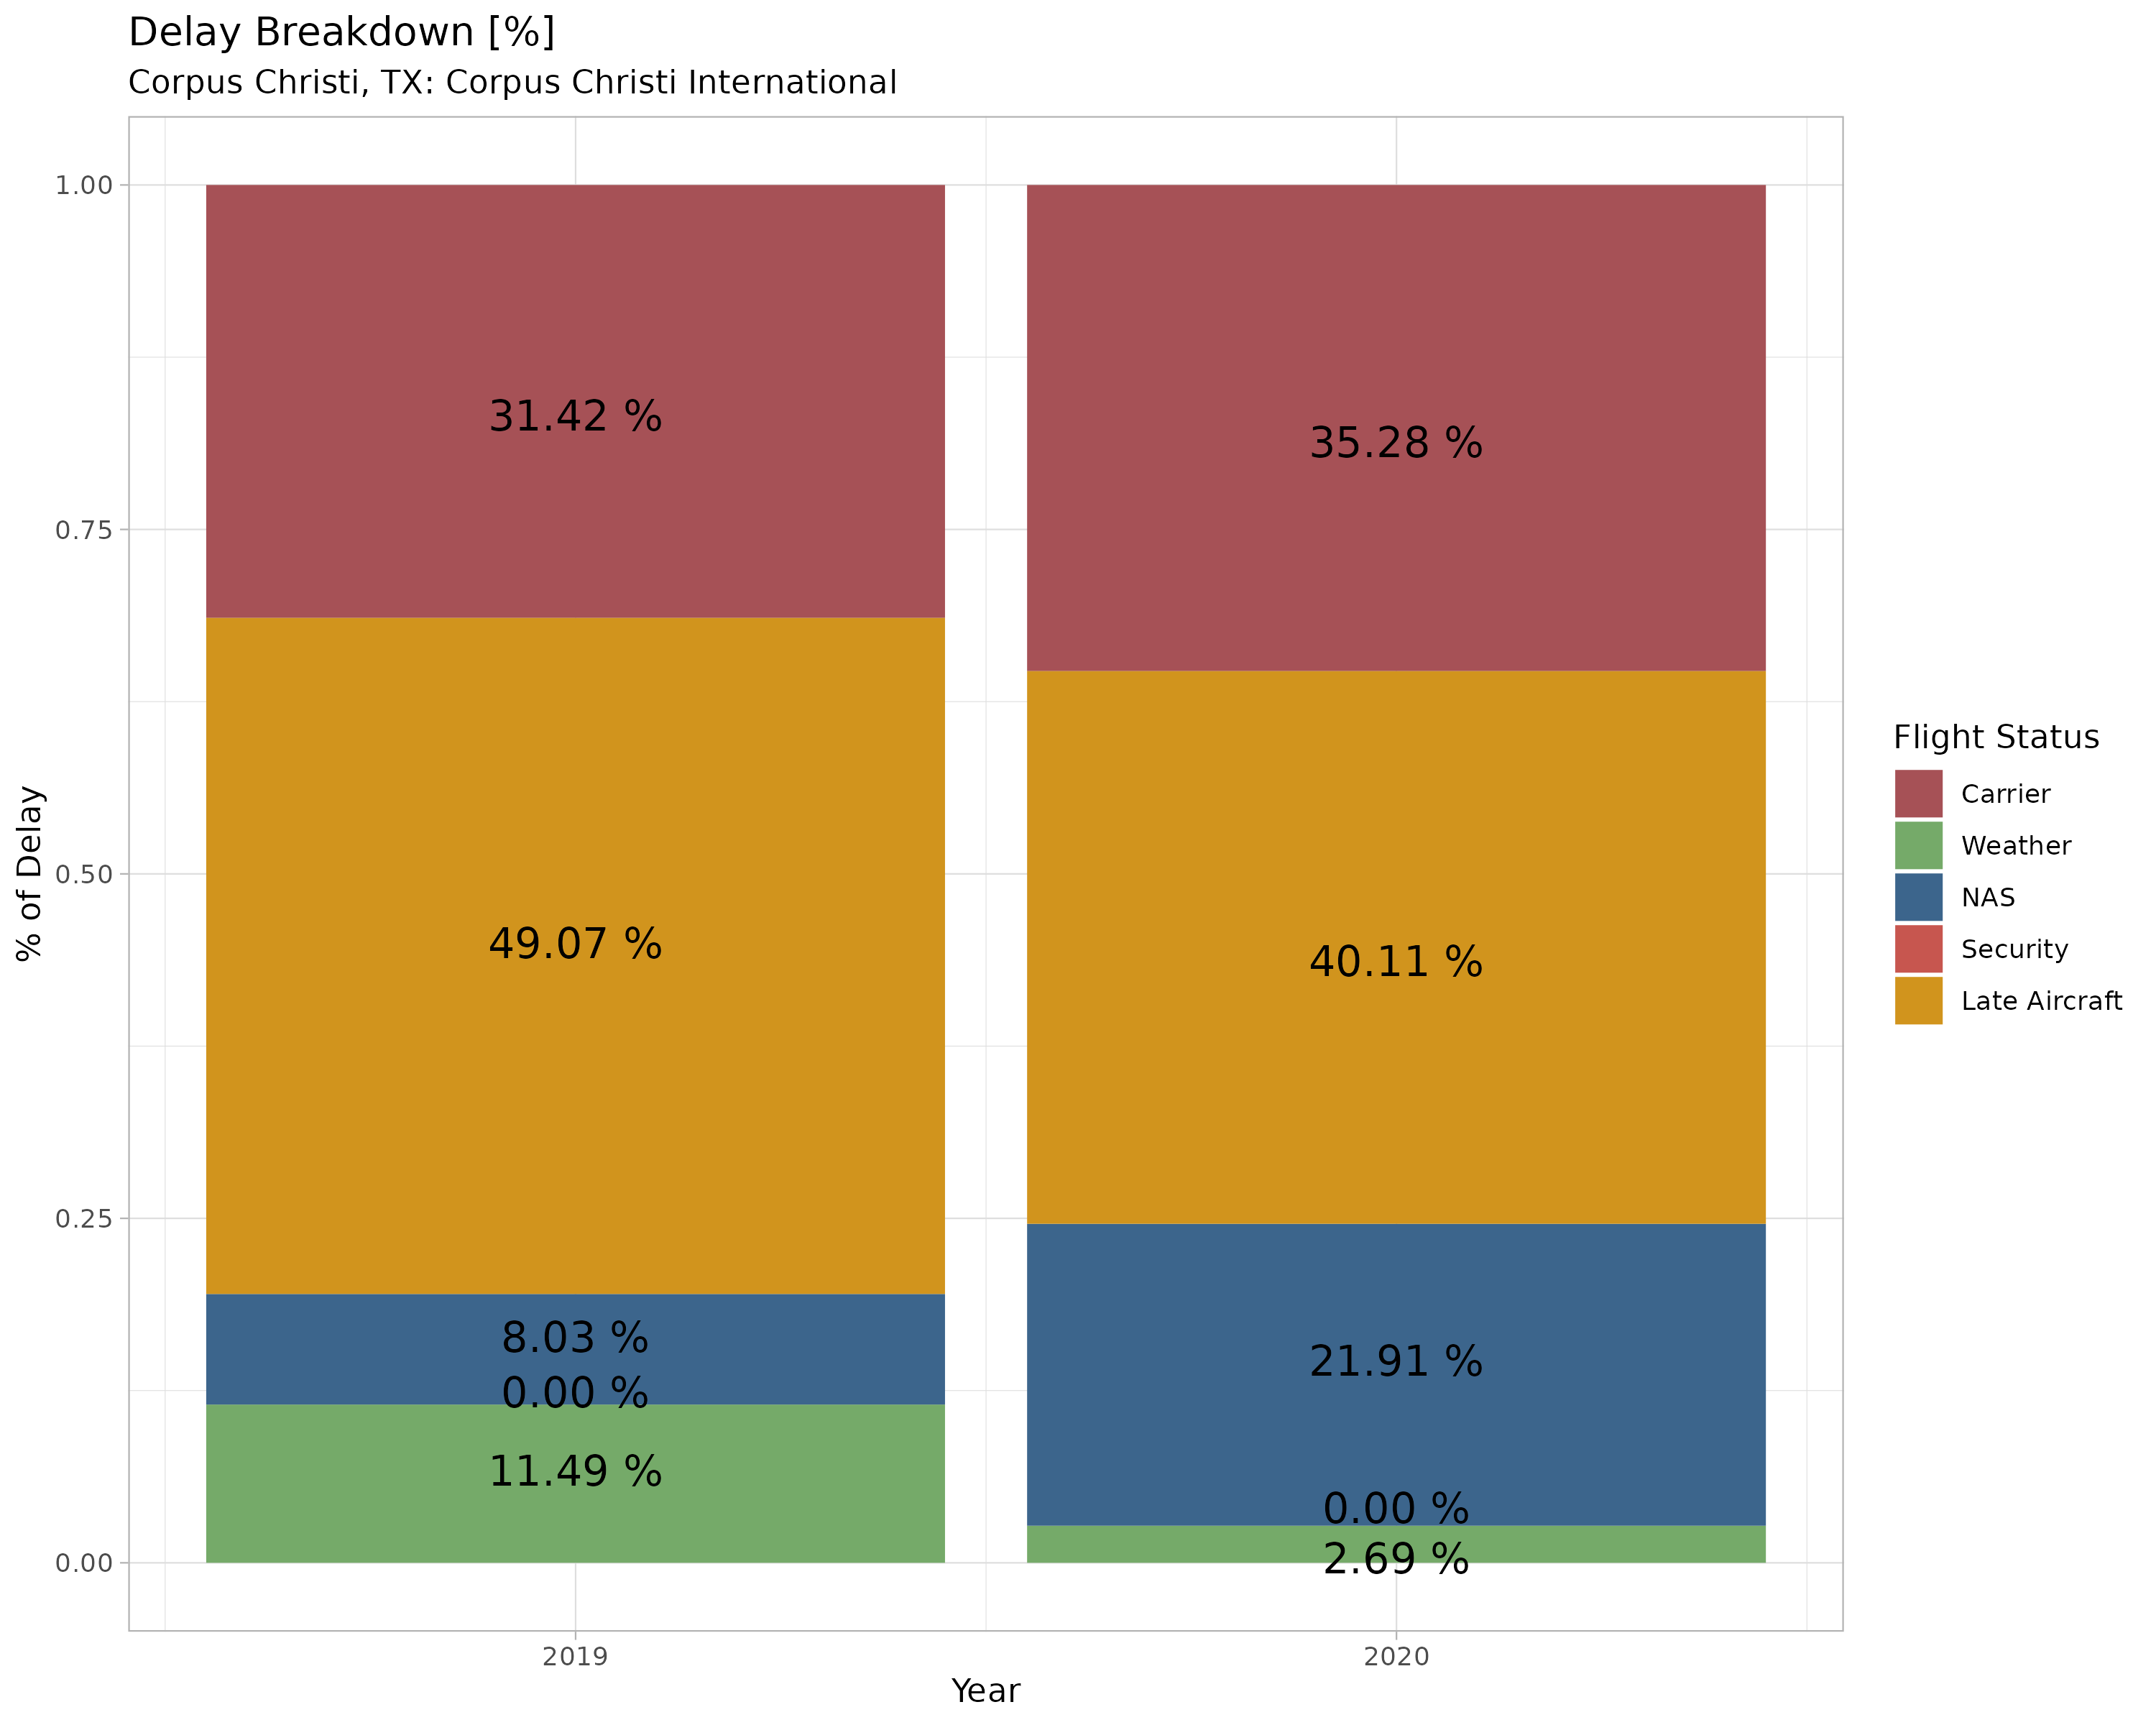 Delay Breakdown [%]
Corpus Christi, TX: Corpus Christi International
1.00
0.75
0.50
0.25
0.00
% of Delay
31.42 %
49.07 %
8.03 %
0.00 %
11.49 %
35.28 %
40.11 %
21.91 %
0.00 %
2.69 %
2019
2020
Year
Flight Status
Carrier
Weather
NAS
Security
Late Aircraft